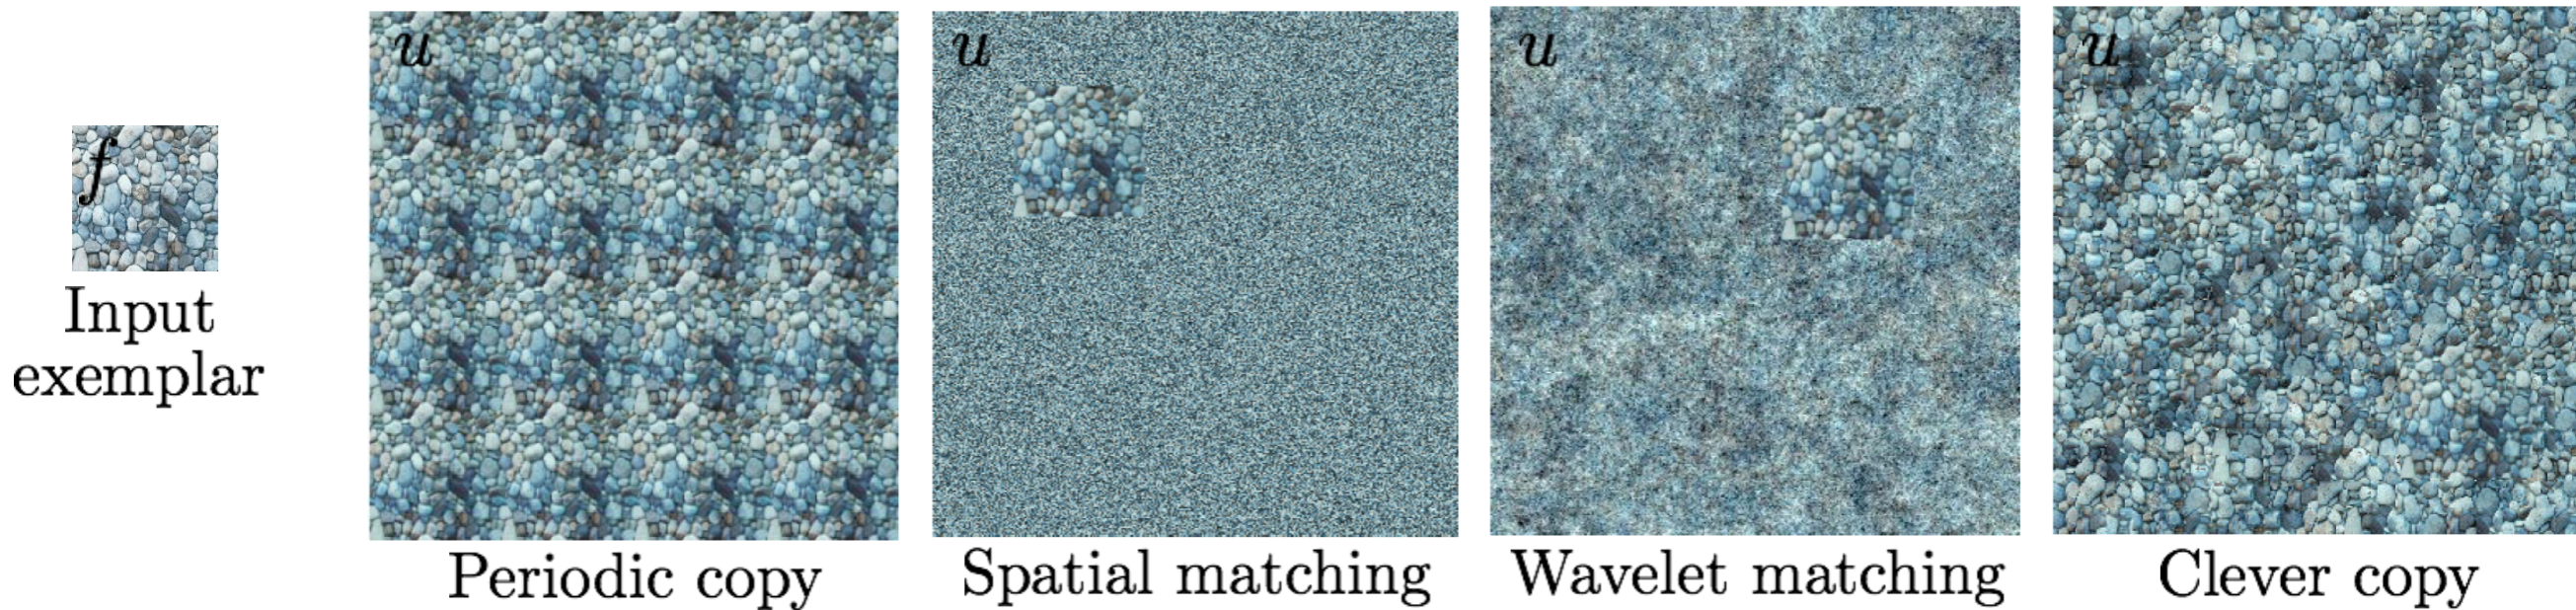 f
Input
exemplar
u
Periodic copy
u
Spatial matching
u
Wavelet matching
u
Clever copy